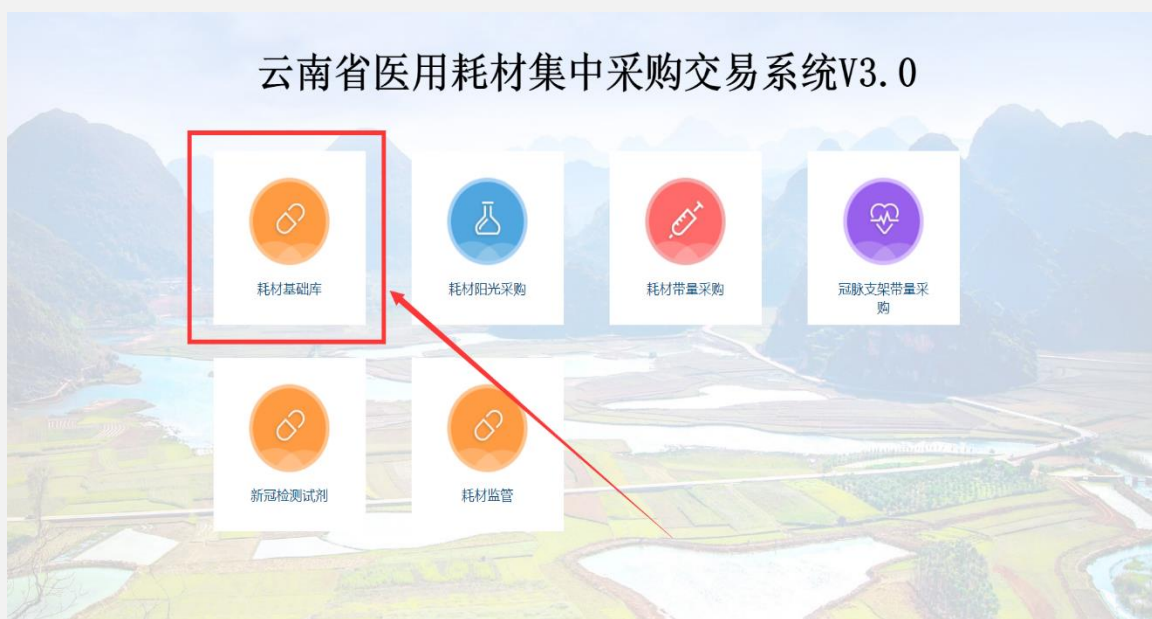 云南省医用耗材集中采购交易系统V3.0
耗材基础库
耗材阳光采购
耗材带量采购
冠脉支架带量采
购
新冠检测试剂
耗材监管